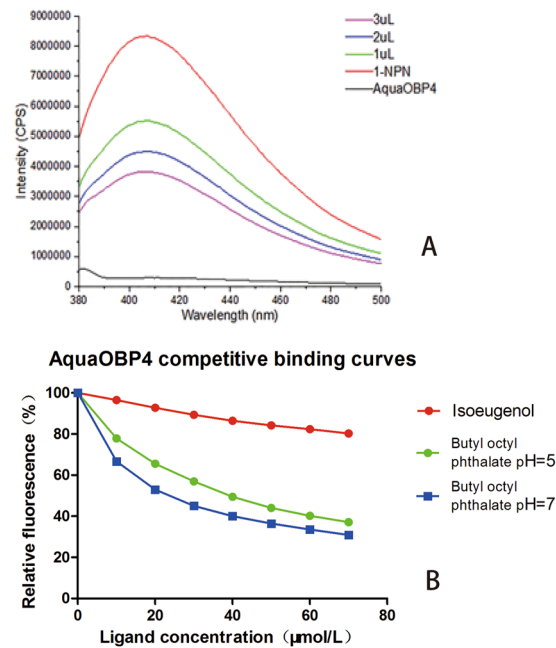 9000000
8000000
7000000
6000000
5000000
4000000
3000000
2000000
1000000
0
Intensity (CPS)
3uL
2uL
1uL
1-NPN
AquaOBP4
A
380 400 420 440 460 480 500
Wavelength (nm)
AquaOBP4 competitive binding curves
100
80
60
40
20
0
Relative fluorescence (%)
Isoeugenol
Butyl octyl
phthalate pH=5
Butyl octyl
phthalate pH=7
B
0 20 40 60 80
Ligand concentration (μmol/L)